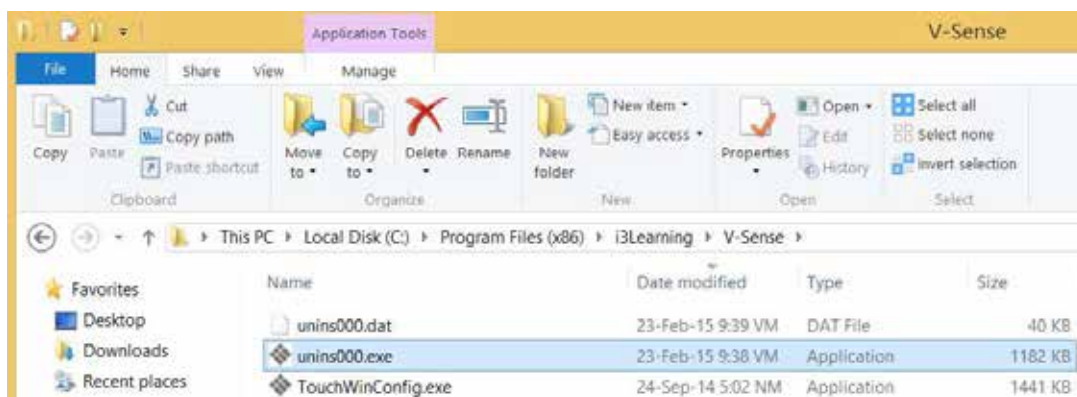 Application Tools V-Sense
File Home Share View Manage
Copy
Paste
Cut
Copy path
Paste shortcut
Clipboard
Move to
Copy to
Delete
Rename
Organize
New folder
New item
Easy access
New
Properties
Open
Edit
History
Open
Select all
Select none
Invert selection
Select
This PC Local Disk (C:) Program Files (x86) i3Learning V-Sense
Favorites
Desktop
Downloads
Recent places
Name Date modified Type Size
unins000.dat 23-Feb-15 9:39 VM DAT File 40 KB
unins000.exe 23-Feb-15 9:38 VM Application 1182 KB
TouchWinConfig.exe 24-Sep-14 5:02 NM Application 1441 KB